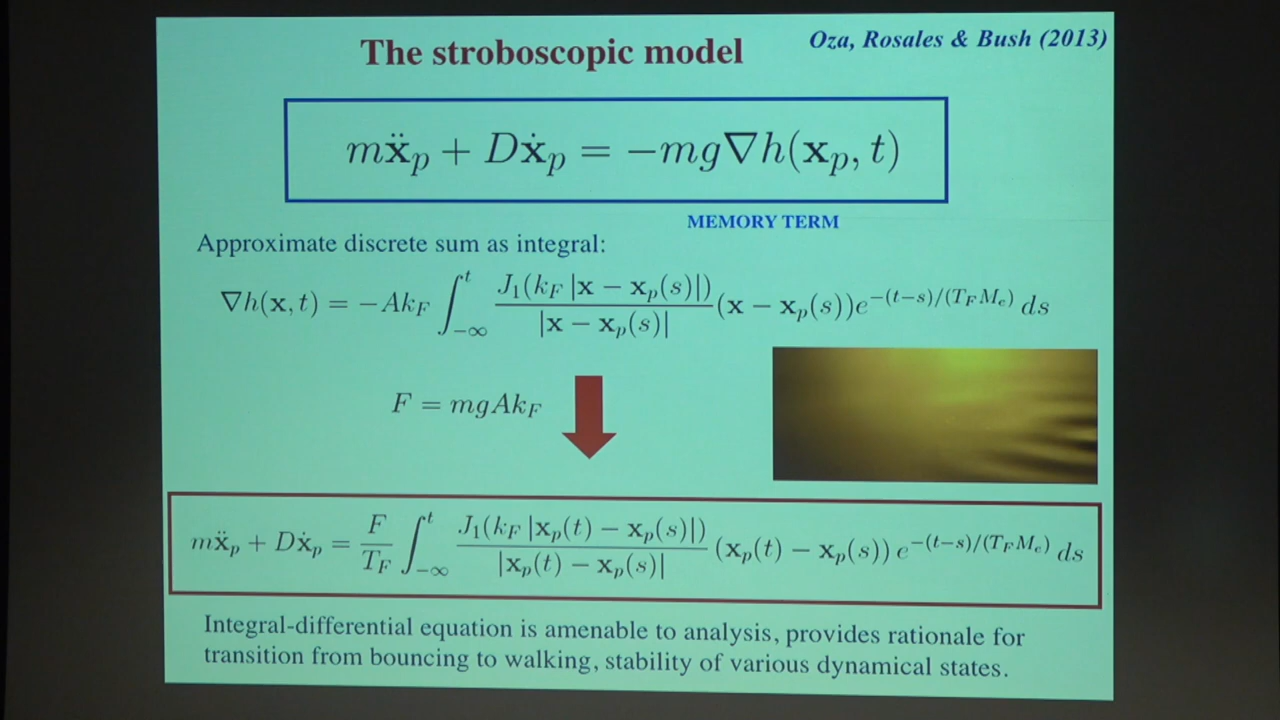 The stroboscopic model
Oza, Rosales & Bush (2013)
mẍ_p + Dẋ_p = −mg∇h(x_p, t)
MEMORY TERM
Approximate discrete sum as integral:
∇h(x, t) = −Ak_F ∫_{−∞}^{t} J_1(k_F |x − x_p(s)|) / |x − x_p(s)| (x − x_p(s))e^{−(t−s)/(T_F M_e)} ds
F = mgAk_F
mẍ_p + Dẋ_p = F/T_F ∫_{−∞}^{t} J_1(k_F |x_p(t) − x_p(s)|) / |x_p(t) − x_p(s)| (x_p(t) − x_p(s)) e^{−(t−s)/(T_F M_e)} ds
Integral-differential equation is amenable to analysis, provides rationale for
transition from bouncing to walking, stability of various dynamical states.